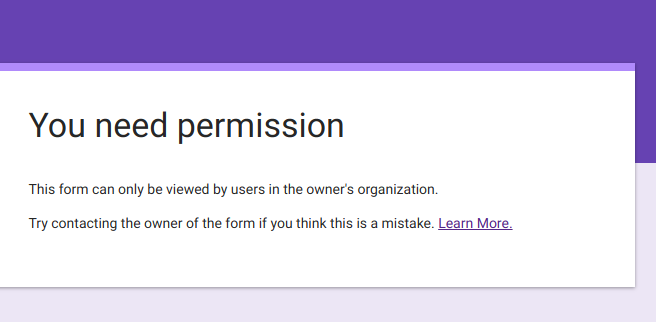 You need permission
This form can only be viewed by users in the owner's organization.
Try contacting the owner of the form if you think this is a mistake. Learn More.